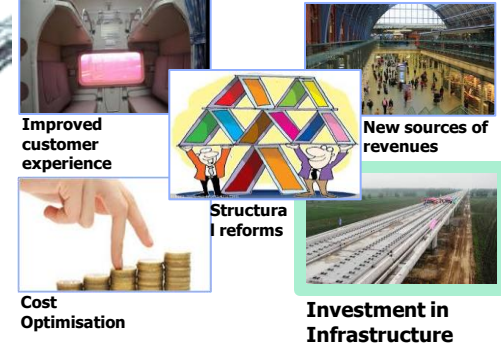 Improved
customer
experience
New sources of
revenues
Structura
l reforms
Cost
Optimisation
Investment in
Infrastructure